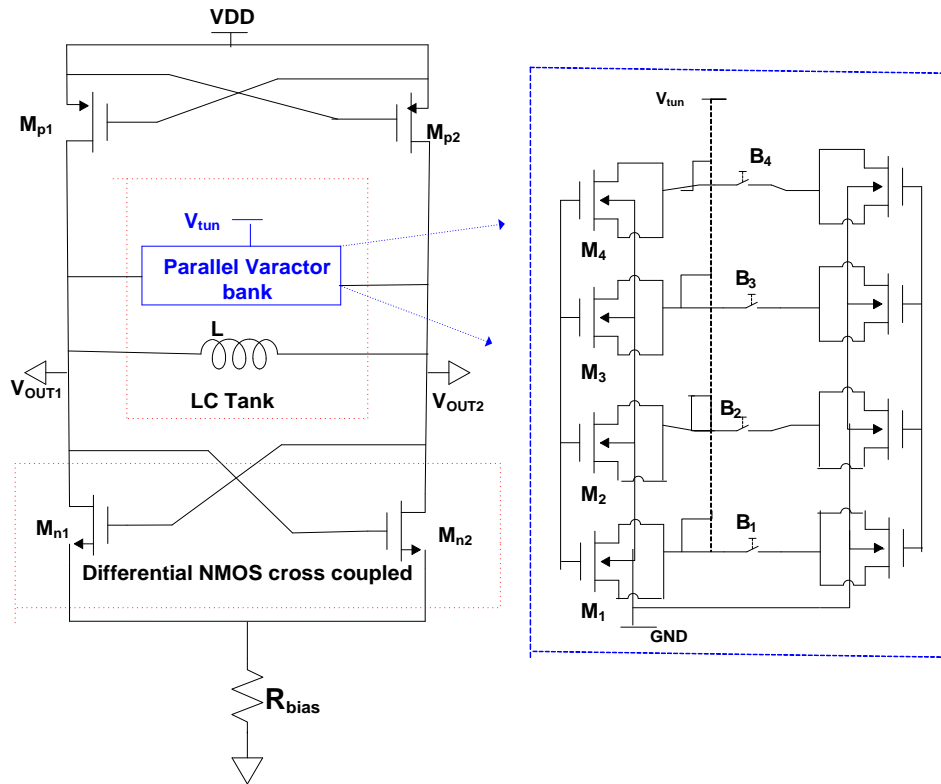 VDD
Mp1
Mp2
Vtun
Parallel Varactor
bank
L
VOUT1
VOUT2
LC Tank
Mn1
Mn2
Differential NMOS cross coupled
Rbias
Vtun
B4
M4
B3
M3
B2
M2
B1
M1
GND